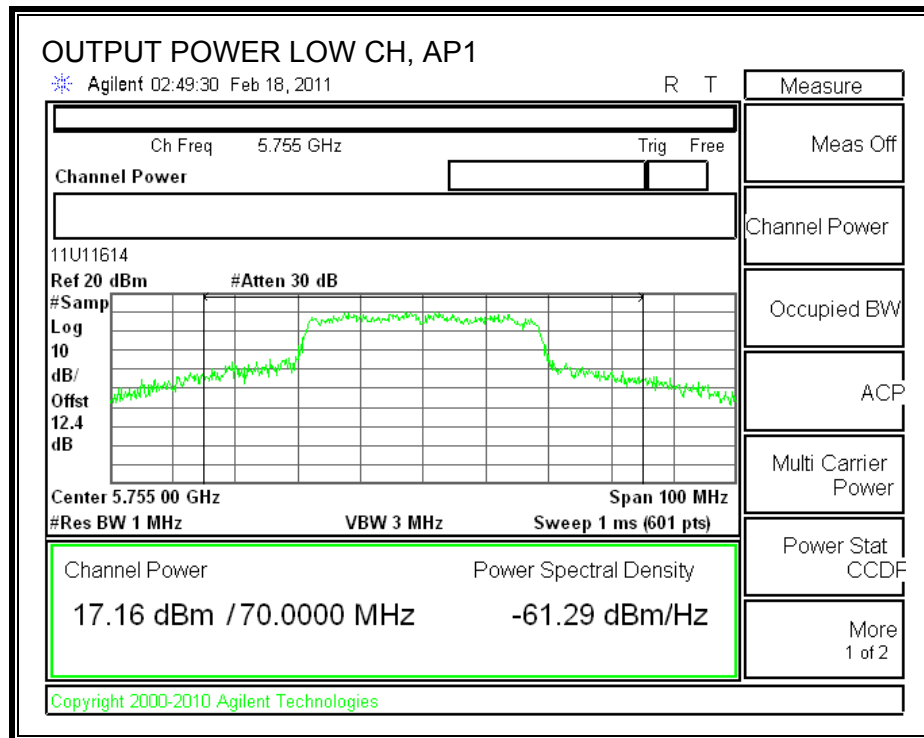 OUTPUT POWER LOW CH, AP1
Agilent 02:49:30 Feb 18, 2011 R T
Measure
Ch Freq 5.755 GHz Trig Free
Meas Off
Channel Power
Channel Power
11U11614
Ref 20 dBm #Atten 30 dB
#Samp
Log
10
dB/
Offst
12.4
dB
Occupied BW
ACP
Multi Carrier
Power
Center 5.755 00 GHz Span 100 MHz
#Res BW 1 MHz VBW 3 MHz Sweep 1 ms (601 pts)
Power Stat
CCDF
Channel Power Power Spectral Density
17.16 dBm / 70.0000 MHz -61.29 dBm/Hz
More
1 of 2
Copyright 2000-2010 Agilent Technologies